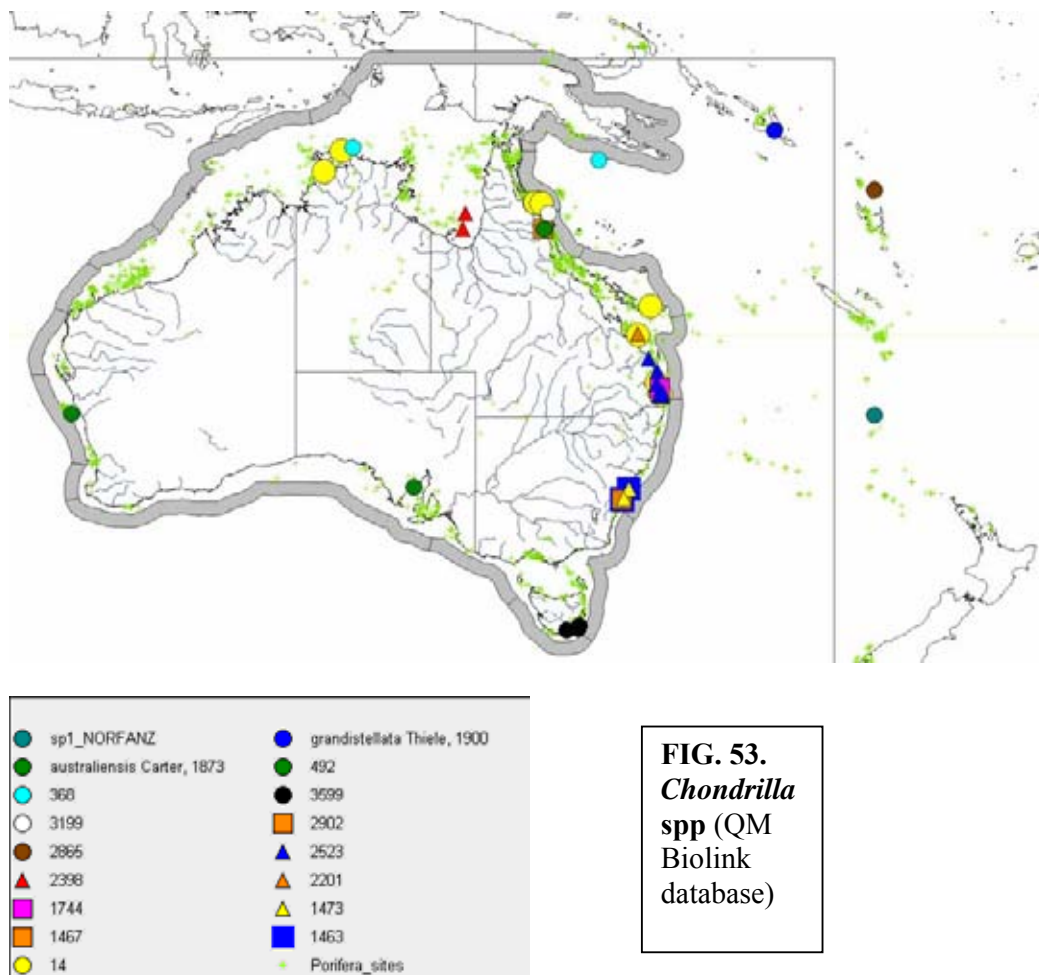 sp1_NORFANZ
australiensis Carter, 1873
368
3199
2865
2398
1744
1467
14
grandistellata Thiele, 1900
492
3599
2902
2523
2201
1473
1463
Porifera_sites
FIG. 53.
Chondrilla
spp (QM
Biolink
database)